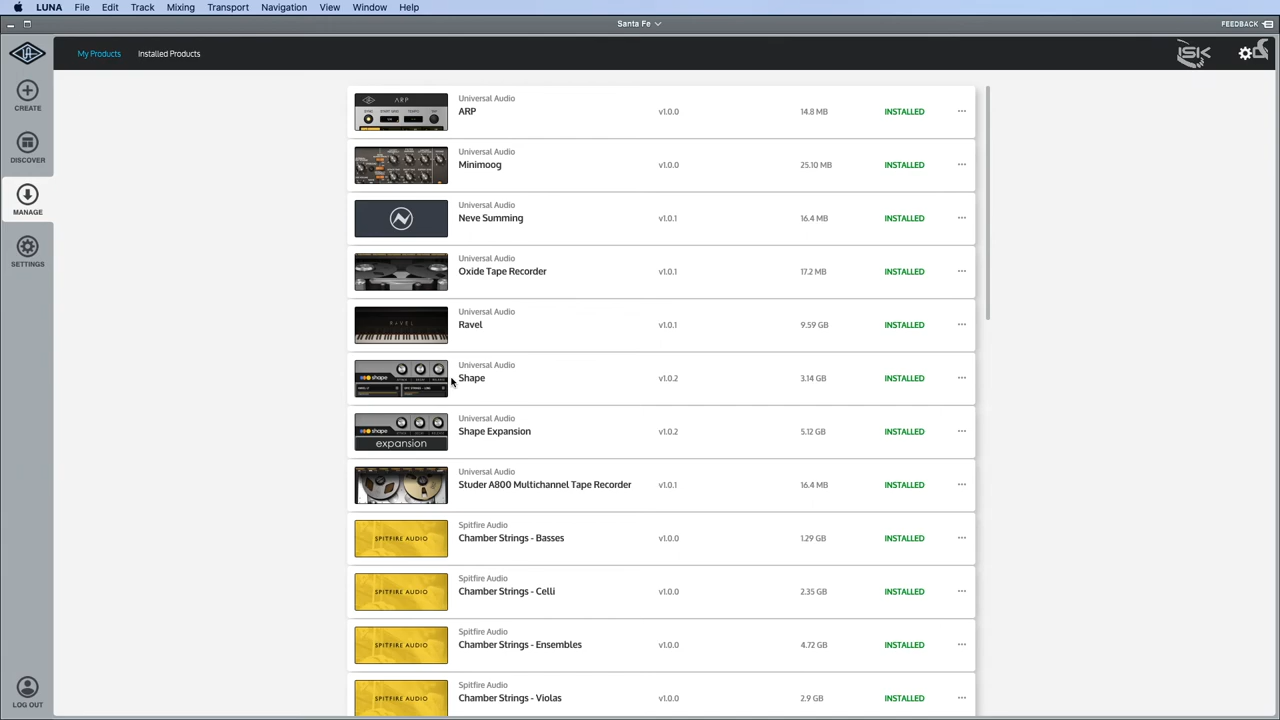 LUNA File Edit Track Mixing Transport Navigation View Window Help
Santa Fe
FEEDBACK
My Products Installed Products
ISK
CREATE
DISCOVER
MANAGE
SETTINGS
LOG OUT
ARP
Universal Audio
ARP v1.0.0 14.8 MB INSTALLED
Universal Audio
Minimoog v1.0.0 25.10 MB INSTALLED
Universal Audio
Neve Summing v1.0.1 16.4 MB INSTALLED
Universal Audio
Oxide Tape Recorder v1.0.1 17.2 MB INSTALLED
RAVEL
Universal Audio
Ravel v1.0.1 9.59 GB INSTALLED
shape
Universal Audio
Shape v1.0.2 GB INSTALLED
shape
expansion
Universal Audio
Shape Expansion v1.0.2 5.12 GB INSTALLED
Universal Audio
Studer A800 Multichannel Tape Recorder v1.0.1 16.4 MB INSTALLED
SPITFIRE AUDIO
Spitfire Audio
Chamber Strings - Basses v1.0.0 1.29 GB INSTALLED
SPITFIRE AUDIO
Spitfire Audio
Chamber Strings - Celli v1.0.0 2.35 GB INSTALLED
SPITFIRE AUDIO
Spitfire Audio
Chamber Strings - Ensembles v1.0.0 4.72 GB INSTALLED
SPITFIRE AUDIO
Spitfire Audio
Chamber Strings - Violas v1.0.0 2.9 GB INSTALLED